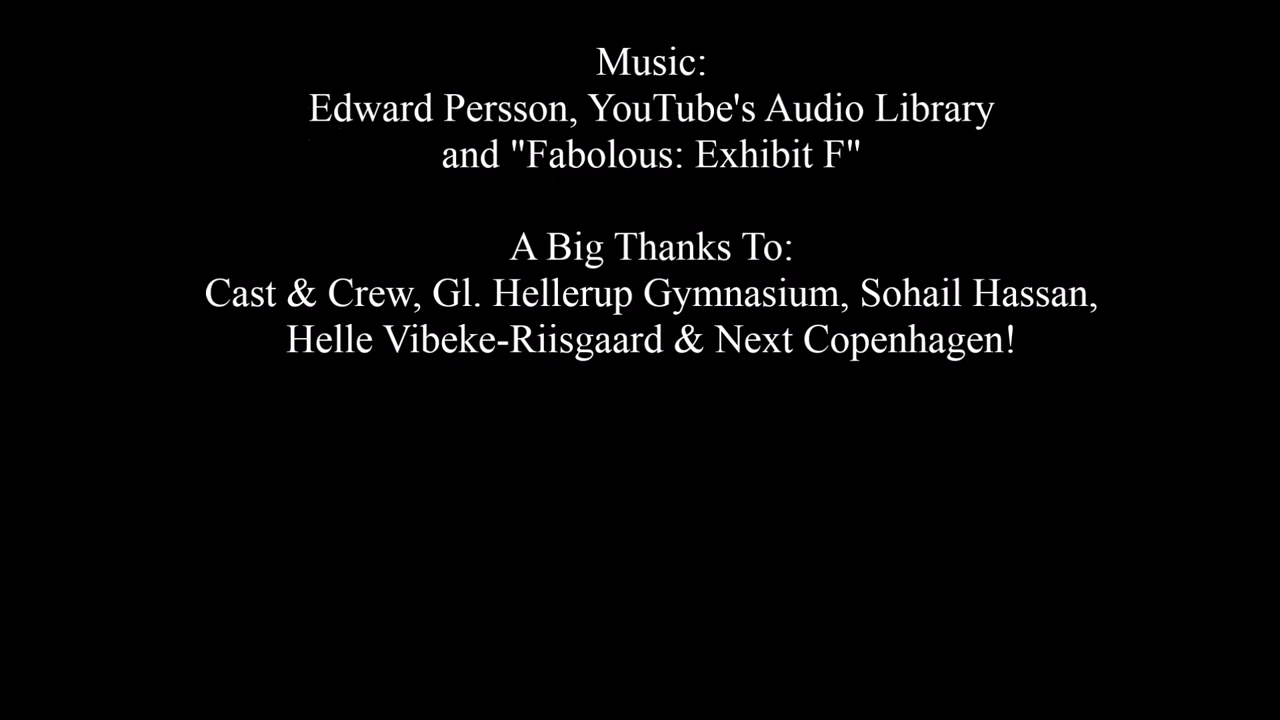 Music:
Edward Persson, YouTube's Audio Library
and "Fabolous: Exhibit F"
A Big Thanks To:
Cast & Crew, Gl. Hellerup Gymnasium, Sohail Hassan,
Helle Vibeke-Riisgaard & Next Copenhagen!